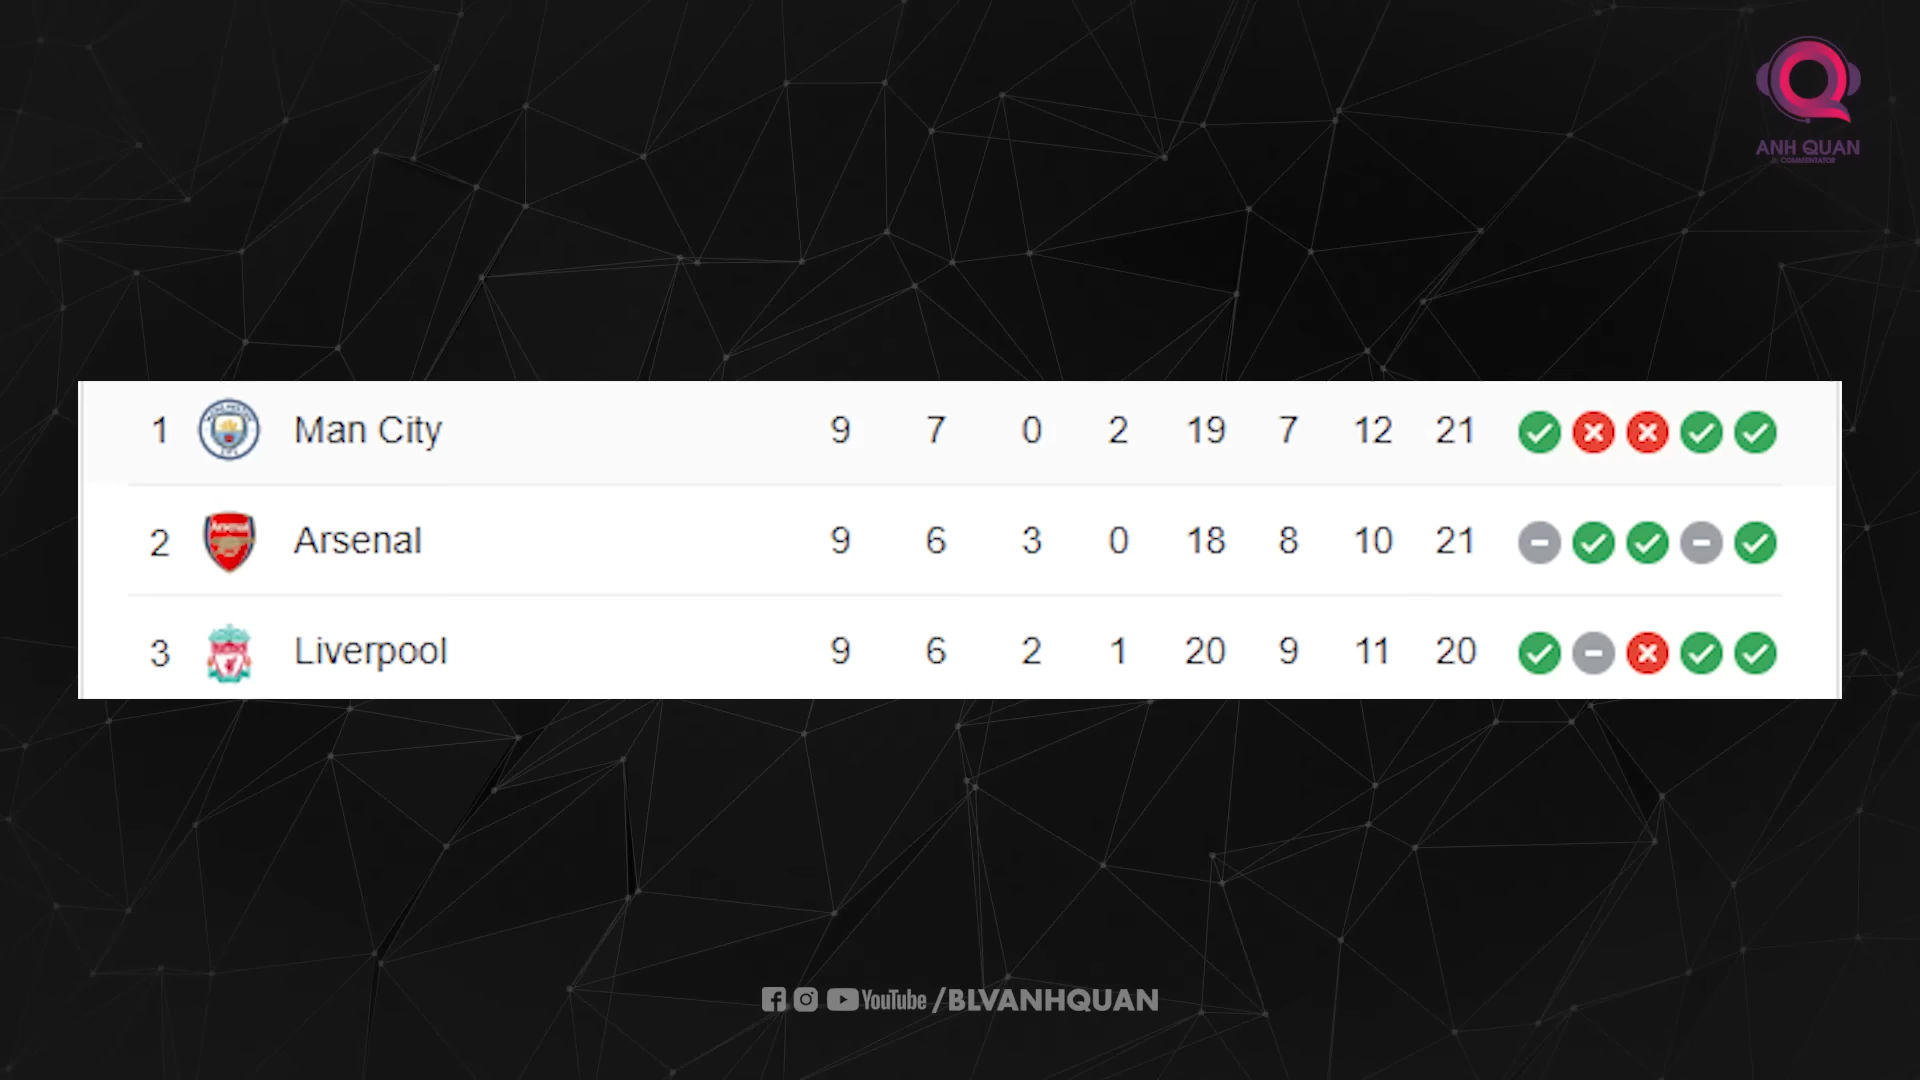 ANH QUAN
COMMENTATOR
1 Man City 9 7 0 2 19 7 12 21
2 Arsenal 9 6 3 0 18 8 10 21
3 Liverpool 9 6 2 1 20 9 11 20
YouTube /BLVANHQUAN